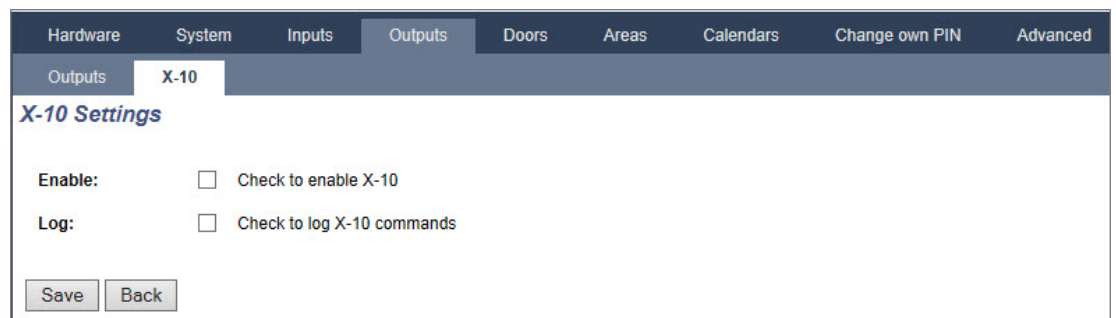 Hardware System Inputs Outputs Doors Areas Calendars Change own PIN Advanced
Outputs X-10
X-10 Settings
Enable: Check to enable X-10
Log: Check to log X-10 commands
Save Back